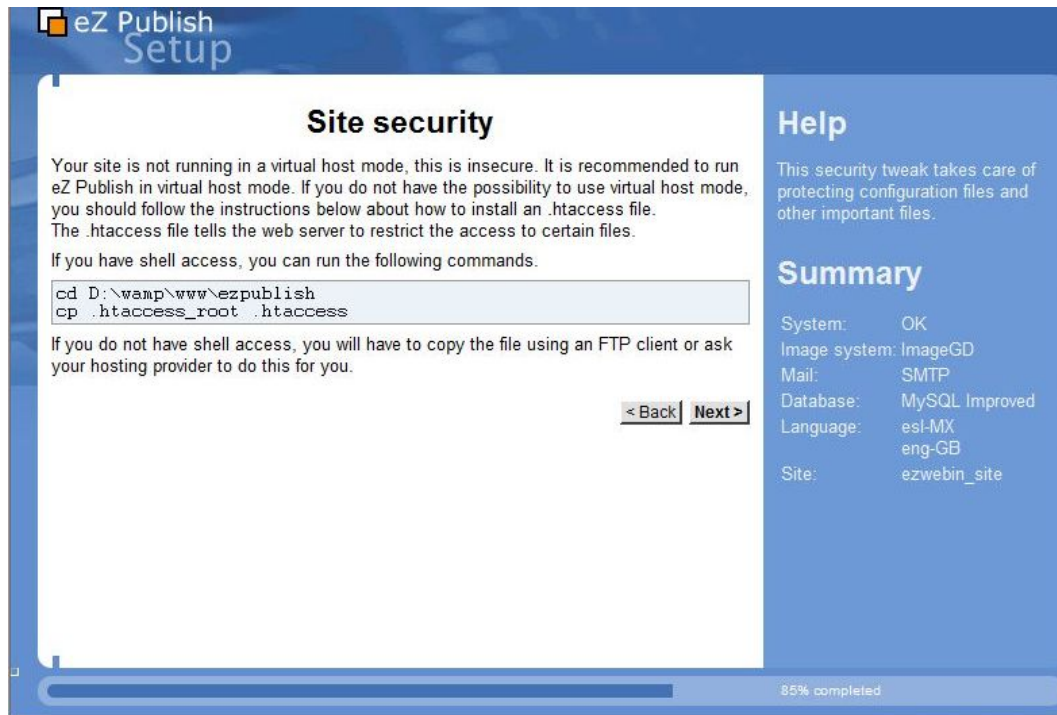 eZ Publish
Setup
Site security
Your site is not running in a virtual host mode, this is insecure. It is recommended to run
eZ Publish in virtual host mode. If you do not have the possibility to use virtual host mode,
you should follow the instructions below about how to install an .htaccess file.
The .htaccess file tells the web server to restrict the access to certain files.
If you have shell access, you can run the following commands.
cd D:\wamp\www\ezpublish
cp .htaccess_root .htaccess
If you do not have shell access, you will have to copy the file using an FTP client or ask
your hosting provider to do this for you.
< Back Next >
Help
This security tweak takes care of
protecting configuration files and
other important files.
Summary
System: OK
Image system: ImageGD
Mail: SMTP
Database: MySQL Improved
Language: esl-MX
eng-GB
Site: ezwebin_site
85% completed